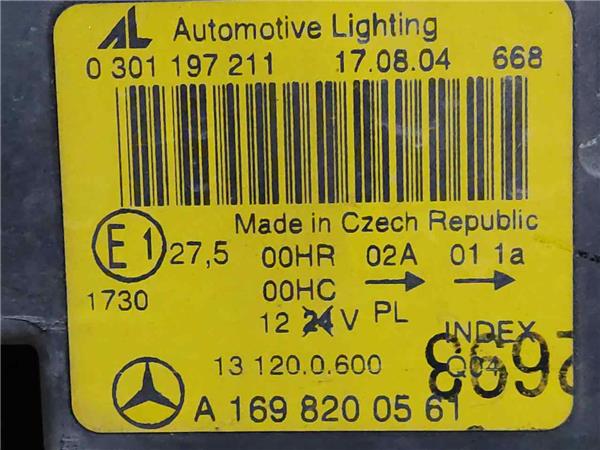 AL Automotive Lighting
0 301 197 211 17.08.04 668
Made in Czech Republic
E1 27,5 00HR 02A 01 1a
1730 00HC → →
12 24 V PL INDEX
13 120.0.600 Q04
A 169 820 05 61